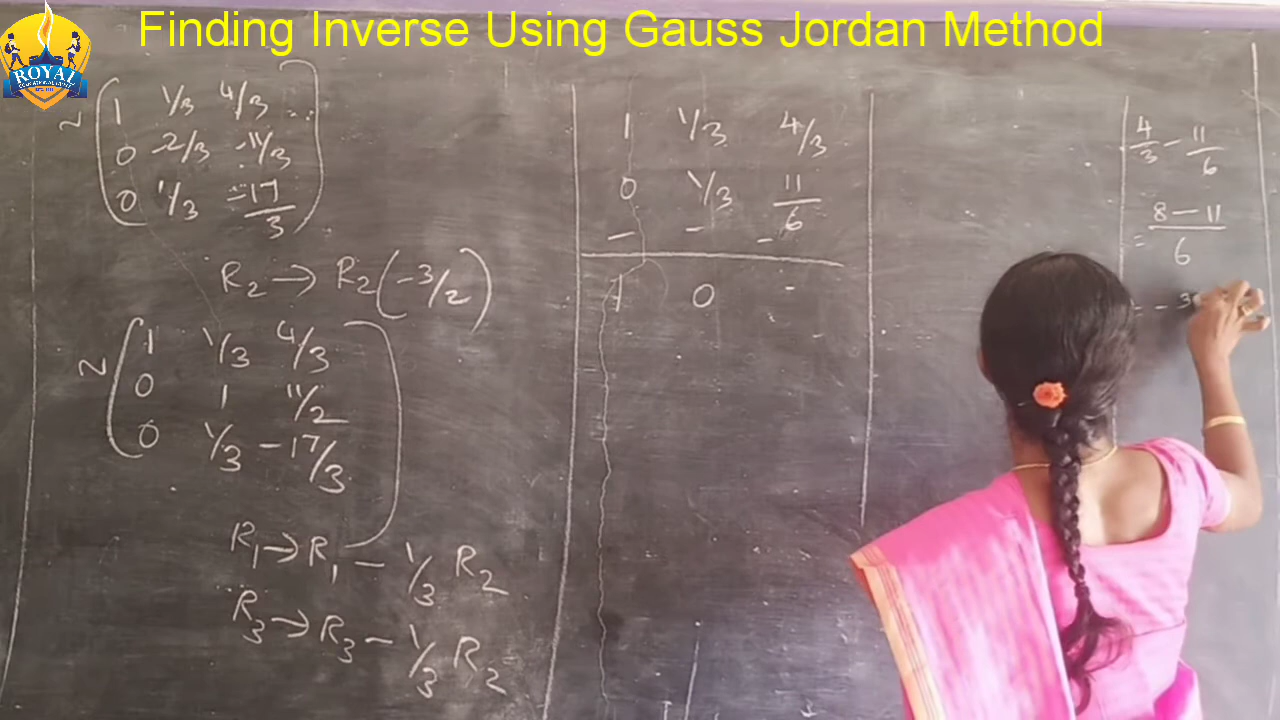 Finding Inverse Using Gauss Jordan Method
ROYAL
~ ( 1 1/3 4/3
0 -2/3 -11/3
0 1/3 -17/3 )
R2 → R2 (-3/2)
~ ( 1 1/3 4/3
0 1 11/2
0 1/3 -17/3 )
R1 → R1 - 1/3 R2
R3 → R3 - 1/3 R2
1 1/3 4/3
0 1/3 11/6
- - -
1 0 -
4/3 - 11/6
= 8 - 11 / 6
= - 3